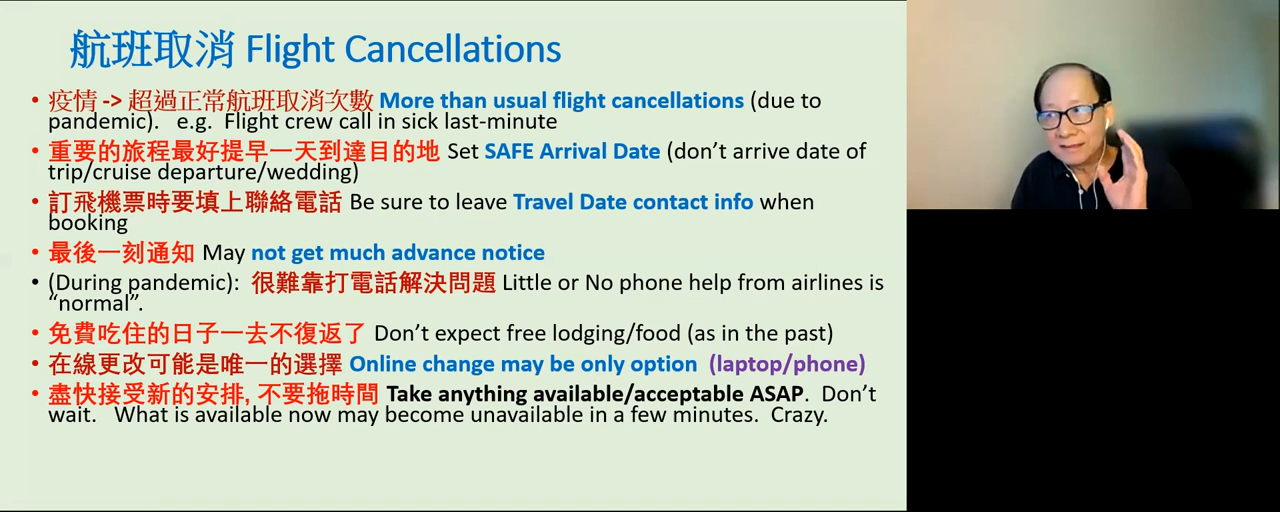 航班取消 Flight Cancellations
• 疫情 -> 超過正常航班取消次數 More than usual flight cancellations (due to
pandemic). e.g. Flight crew call in sick last-minute
• 重要的旅程最好提早一天到達目的地 Set SAFE Arrival Date (don't arrive date of
trip/cruise departure/wedding)
• 訂飛機票時要填上聯絡電話 Be sure to leave Travel Date contact info when
booking
• 最後一刻通知 May not get much advance notice
• (During pandemic): 很難靠打電話解決問題 Little or No phone help from airlines is
“normal”.
• 免費吃住的日子一去不復返了 Don't expect free lodging/food (as in the past)
• 在線更改可能是唯一的選擇 Online change may be only option (laptop/phone)
• 盡快接受新的安排, 不要拖時間 Take anything available/acceptable ASAP. Don't
wait. What is available now may become unavailable in a few minutes. Crazy.